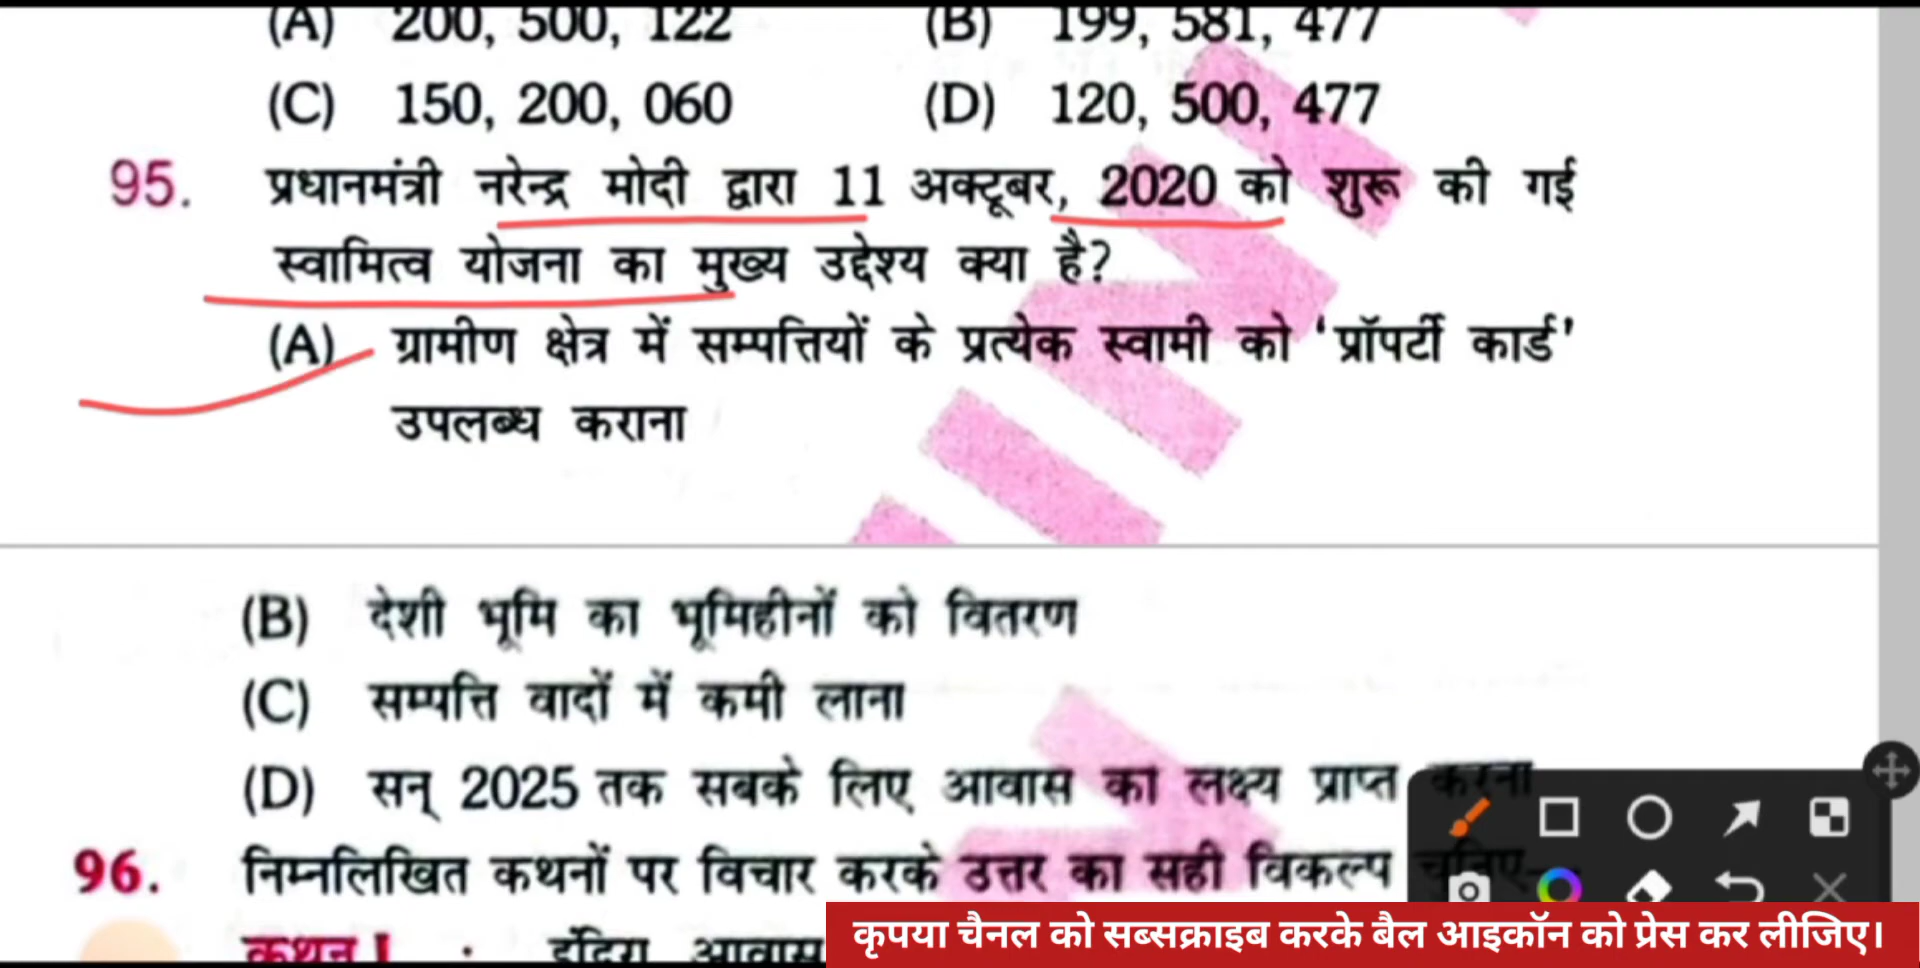 (A) 200, 500, 122 (B) 199, 581, 477
(C) 150, 200, 060 (D) 120, 500, 477
95. प्रधानमंत्री नरेन्द्र मोदी द्वारा 11 अक्टूबर, 2020 को शुरू की गई
स्वामित्व योजना का मुख्य उद्देश्य क्या है?
(A) ग्रामीण क्षेत्र में सम्पत्तियों के प्रत्येक स्वामी को ‘प्रॉपर्टी कार्ड’
उपलब्ध कराना
(B) देशी भूमि का भूमिहीनों को वितरण
(C) सम्पत्ति वादों में कमी लाना
(D) सन् 2025 तक सबके लिए आवास का लक्ष्य प्राप्त करना
96. निम्नलिखित कथनों पर विचार करके उत्तर का सही विकल्प चुनिए–
कथन I : इंदिरा आवास
कृपया चैनल को सब्सक्राइब करके बैल आइकॉन को प्रेस कर लीजिए।